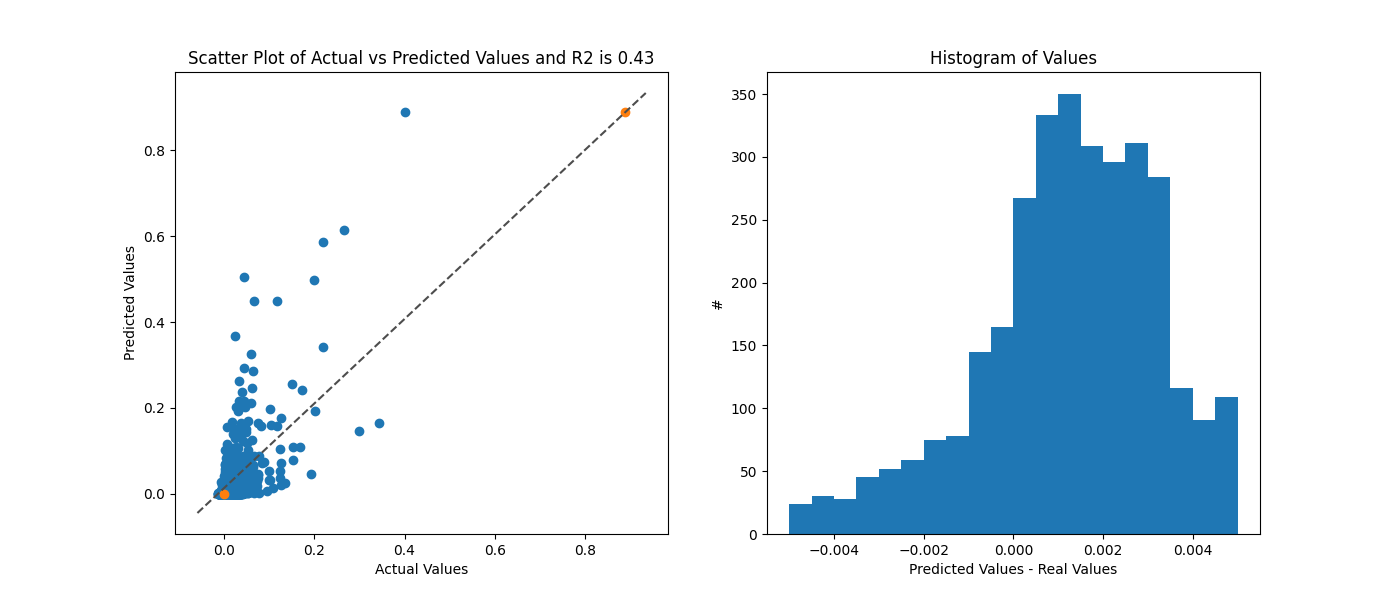 Scatter Plot of Actual vs Predicted Values and R2 is 0.43
Predicted Values
0.8
0.6
0.4
0.2
0.0
0.0 0.2 0.4 0.6 0.8
Actual Values
Histogram of Values
#
350
300
250
200
150
100
50
0
−0.004 −0.002 0.000 0.002 0.004
Predicted Values - Real Values